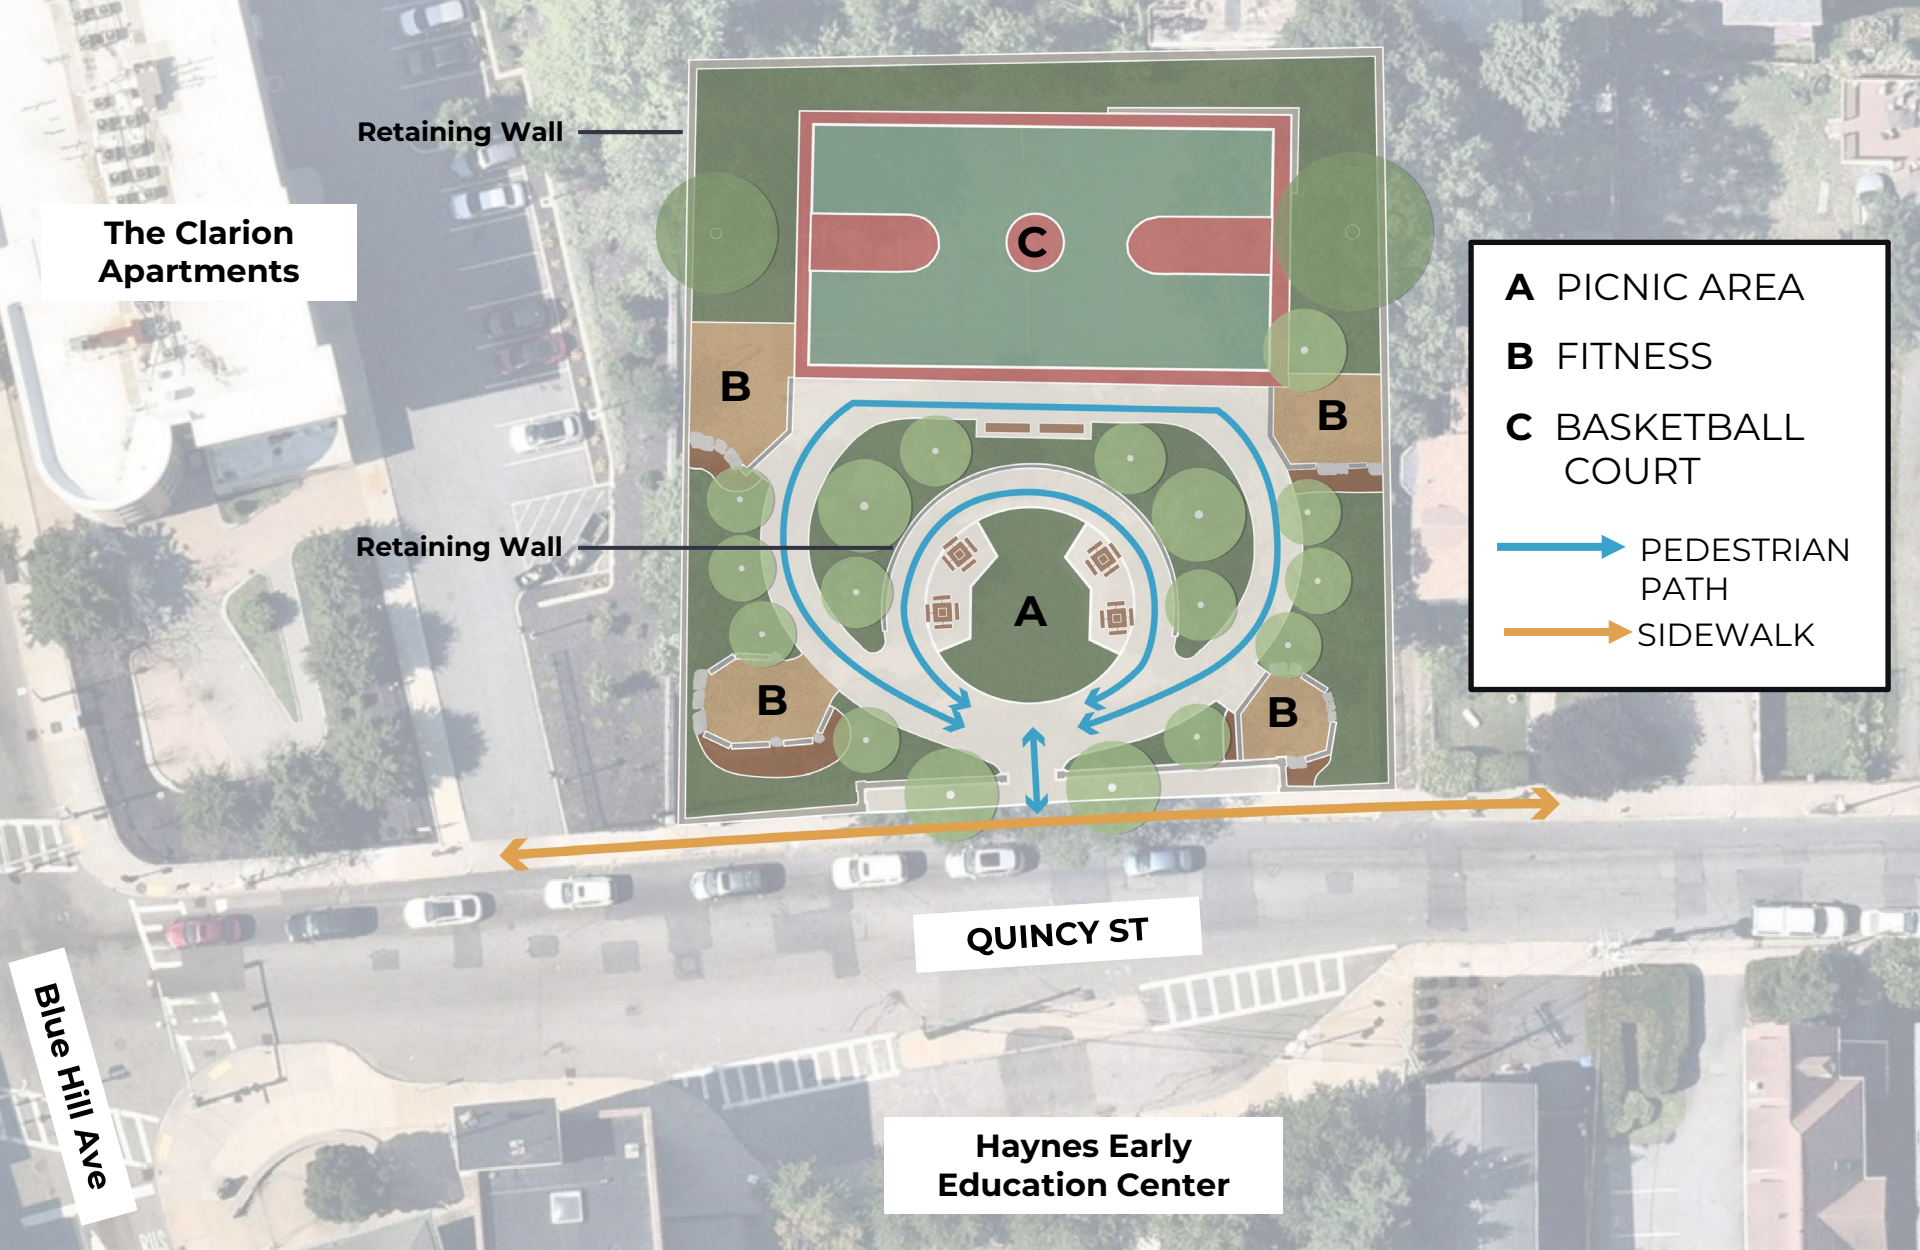 Retaining Wall
The Clarion
Apartments
C
B
B
Retaining Wall
A
B
B
A PICNIC AREA
B FITNESS
C BASKETBALL
COURT
PEDESTRIAN
PATH
SIDEWALK
QUINCY ST
Blue Hill Ave
Haynes Early
Education Center